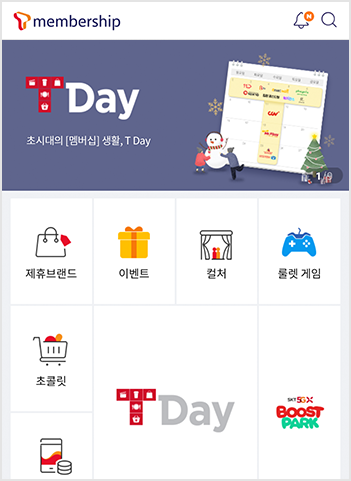 membership
N
T Day
초시대의 [멤버십] 생활, T Day
CGV
1/9
제휴브랜드
이벤트
컬처
룰렛 게임
초콜릿
T Day
SKT 5GX
BOOST
PARK